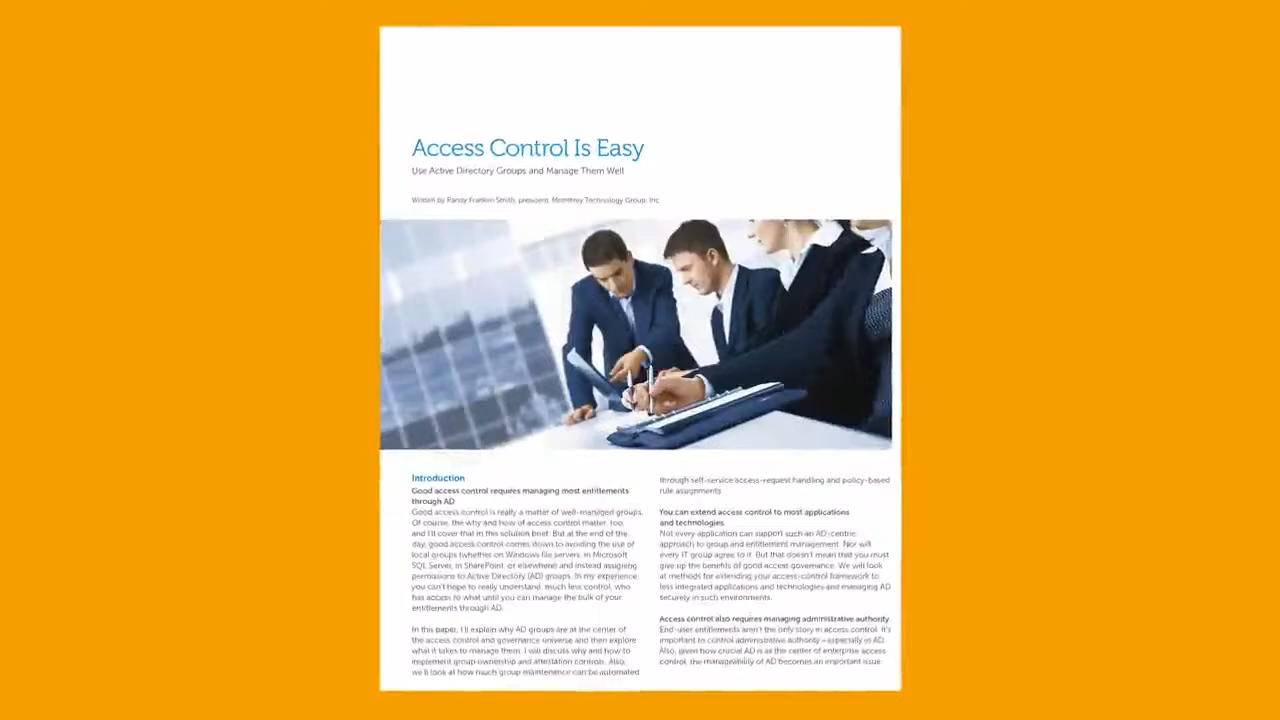 Access Control Is Easy
Use Active Directory Groups and Manage Them Well
Written by Randy Franklin Smith, president, Monterey Technology Group, Inc.
Introduction
Good access control requires managing most entitlements
through AD
Good access control is really a matter of well-managed groups.
Of course, the why and how of access control matter, too,
and I'll cover that in this solution brief. But at the end of the
day, good access control comes down to avoiding the use of
local groups (whether on Windows file servers, in Microsoft
SQL Server, in SharePoint, or elsewhere) and instead assigning
permissions to Active Directory (AD) groups. In my experience
you can't hope to really understand, much less control, who
has access to what until you can manage the bulk of your
entitlements through AD.
In this paper, I'll explain why AD groups are at the center of
the access control and governance universe and then explore
what it takes to manage them. I will discuss why and how to
implement group ownership and attestation controls. Also,
we'll look at how much group maintenance can be automated
through self-service access-request handling and policy-based
rule assignments.
You can extend access control to most applications
and technologies.
Not every application can support such an AD-centric
approach to group and entitlement management. Nor will
every IT group agree to it. But that doesn't mean that you must
give up the benefits of good access governance. We will look
at methods for extending your access-control framework to
less integrated applications and technologies and managing AD
securely in such environments.
Access control also requires managing administrative authority.
End-user entitlements aren't the only story in access control. It's
important to control administrative authority—especially in AD.
Also, given how crucial AD is as the center of enterprise access
control, the manageability of AD becomes an important issue